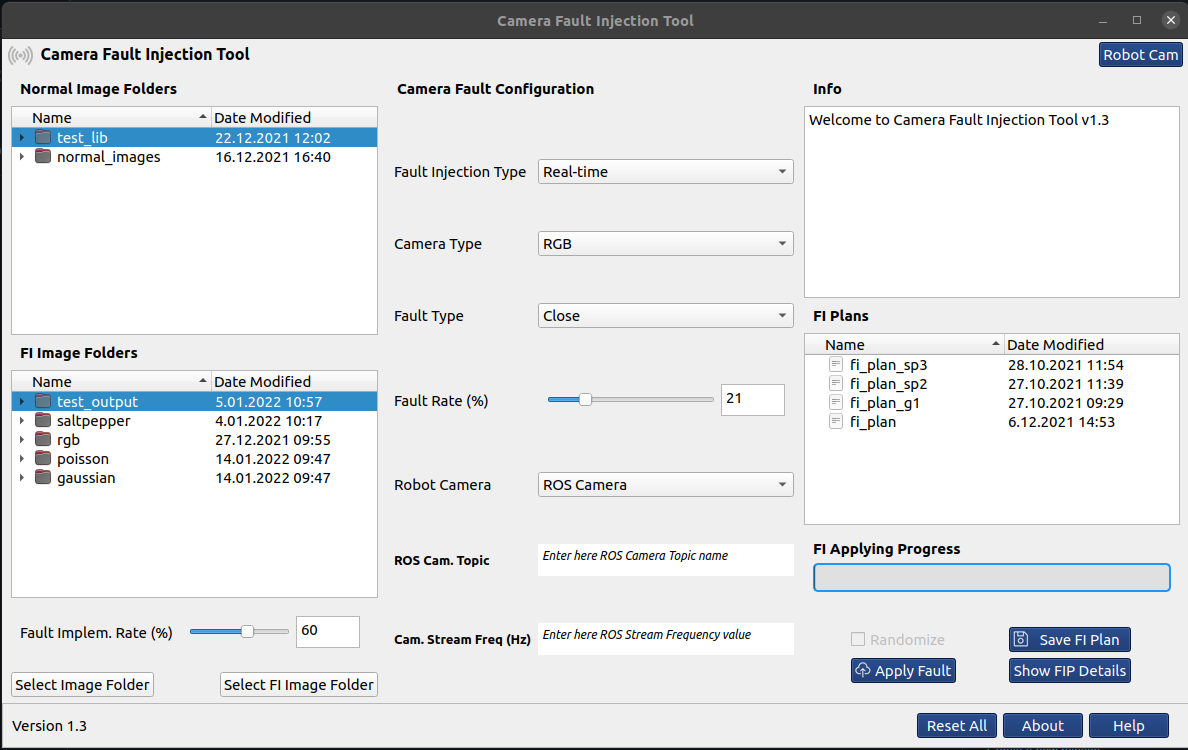 Camera Fault Injection Tool
Camera Fault Injection Tool
Robot Cam
Normal Image Folders
Name Date Modified
test_lib 22.12.2021 12:02
normal_images 16.12.2021 16:40
FI Image Folders
Name Date Modified
test_output 5.01.2022 10:57
saltpepper 4.01.2022 10:17
rgb 27.12.2021 09:55
poisson 14.01.2022 09:47
gaussian 14.01.2022 09:47
Fault Implem. Rate (%) 60
Select Image Folder
Select FI Image Folder
Camera Fault Configuration
Fault Injection Type Real-time
Camera Type RGB
Fault Type Close
Fault Rate (%) 21
Robot Camera ROS Camera
ROS Cam. Topic Enter here ROS Camera Topic name
Cam. Stream Freq (Hz) Enter here ROS Stream Frequency value
Info
Welcome to Camera Fault Injection Tool v1.3
FI Plans
Name Date Modified
fi_plan_sp3 28.10.2021 11:54
fi_plan_sp2 27.10.2021 11:39
fi_plan_g1 27.10.2021 09:29
fi_plan 6.12.2021 14:53
FI Applying Progress
Randomize
Save FI Plan
Apply Fault
Show FIP Details
Version 1.3
Reset All
About
Help